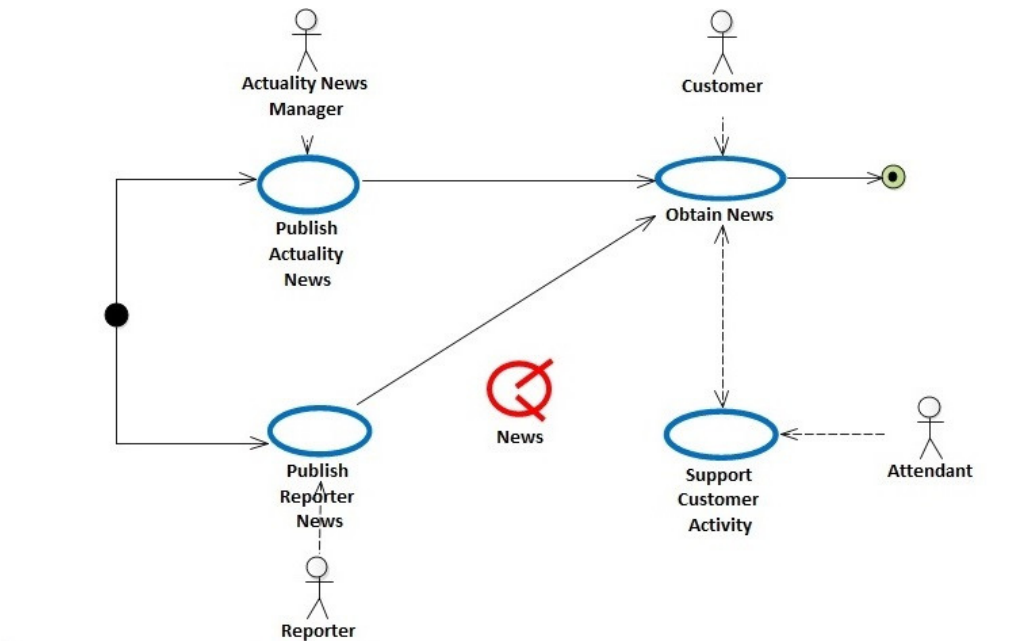 Actuality News
Manager
Customer
Publish
Actuality
News
Obtain News
News
Publish
Reporter
News
Support
Customer
Activity
Attendant
Reporter